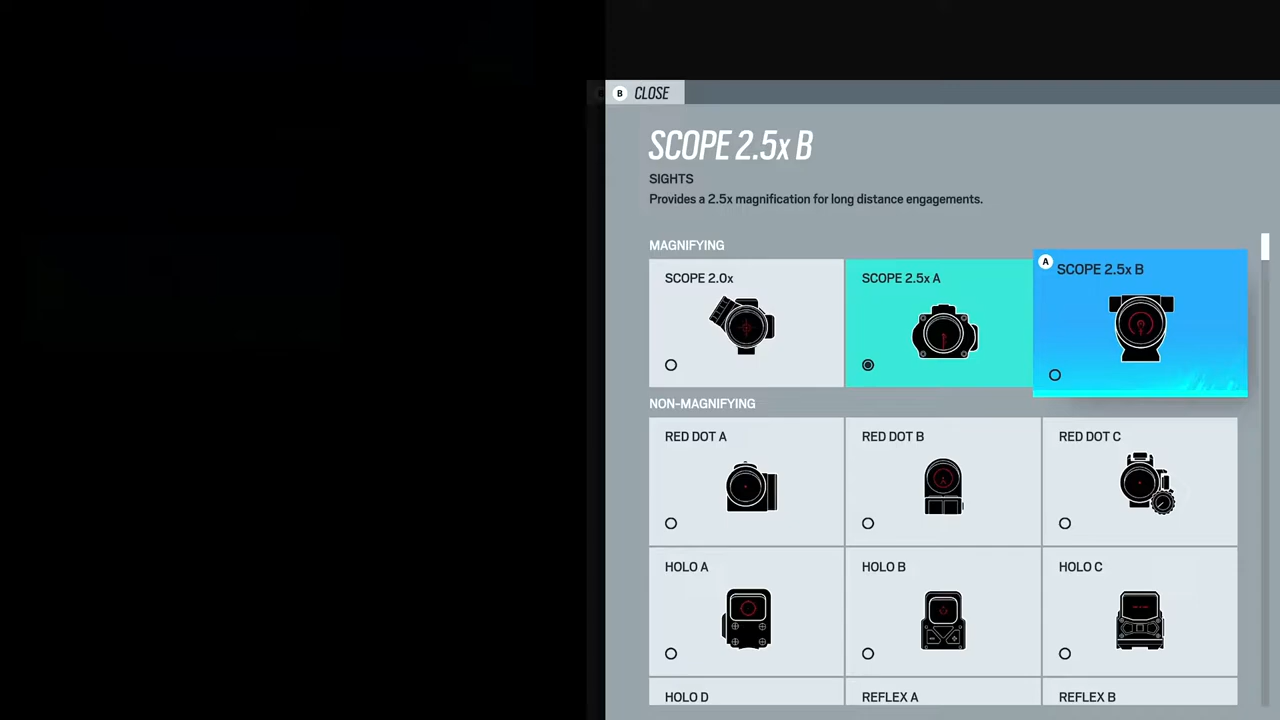 B CLOSE
SCOPE 2.5x B
SIGHTS
Provides a 2.5x magnification for long distance engagements.
MAGNIFYING
SCOPE 2.0x
SCOPE 2.5x A
A SCOPE 2.5x B
NON-MAGNIFYING
RED DOT A
RED DOT B
RED DOT C
HOLO A
HOLO B
HOLO C
HOLO D
REFLEX A
REFLEX B